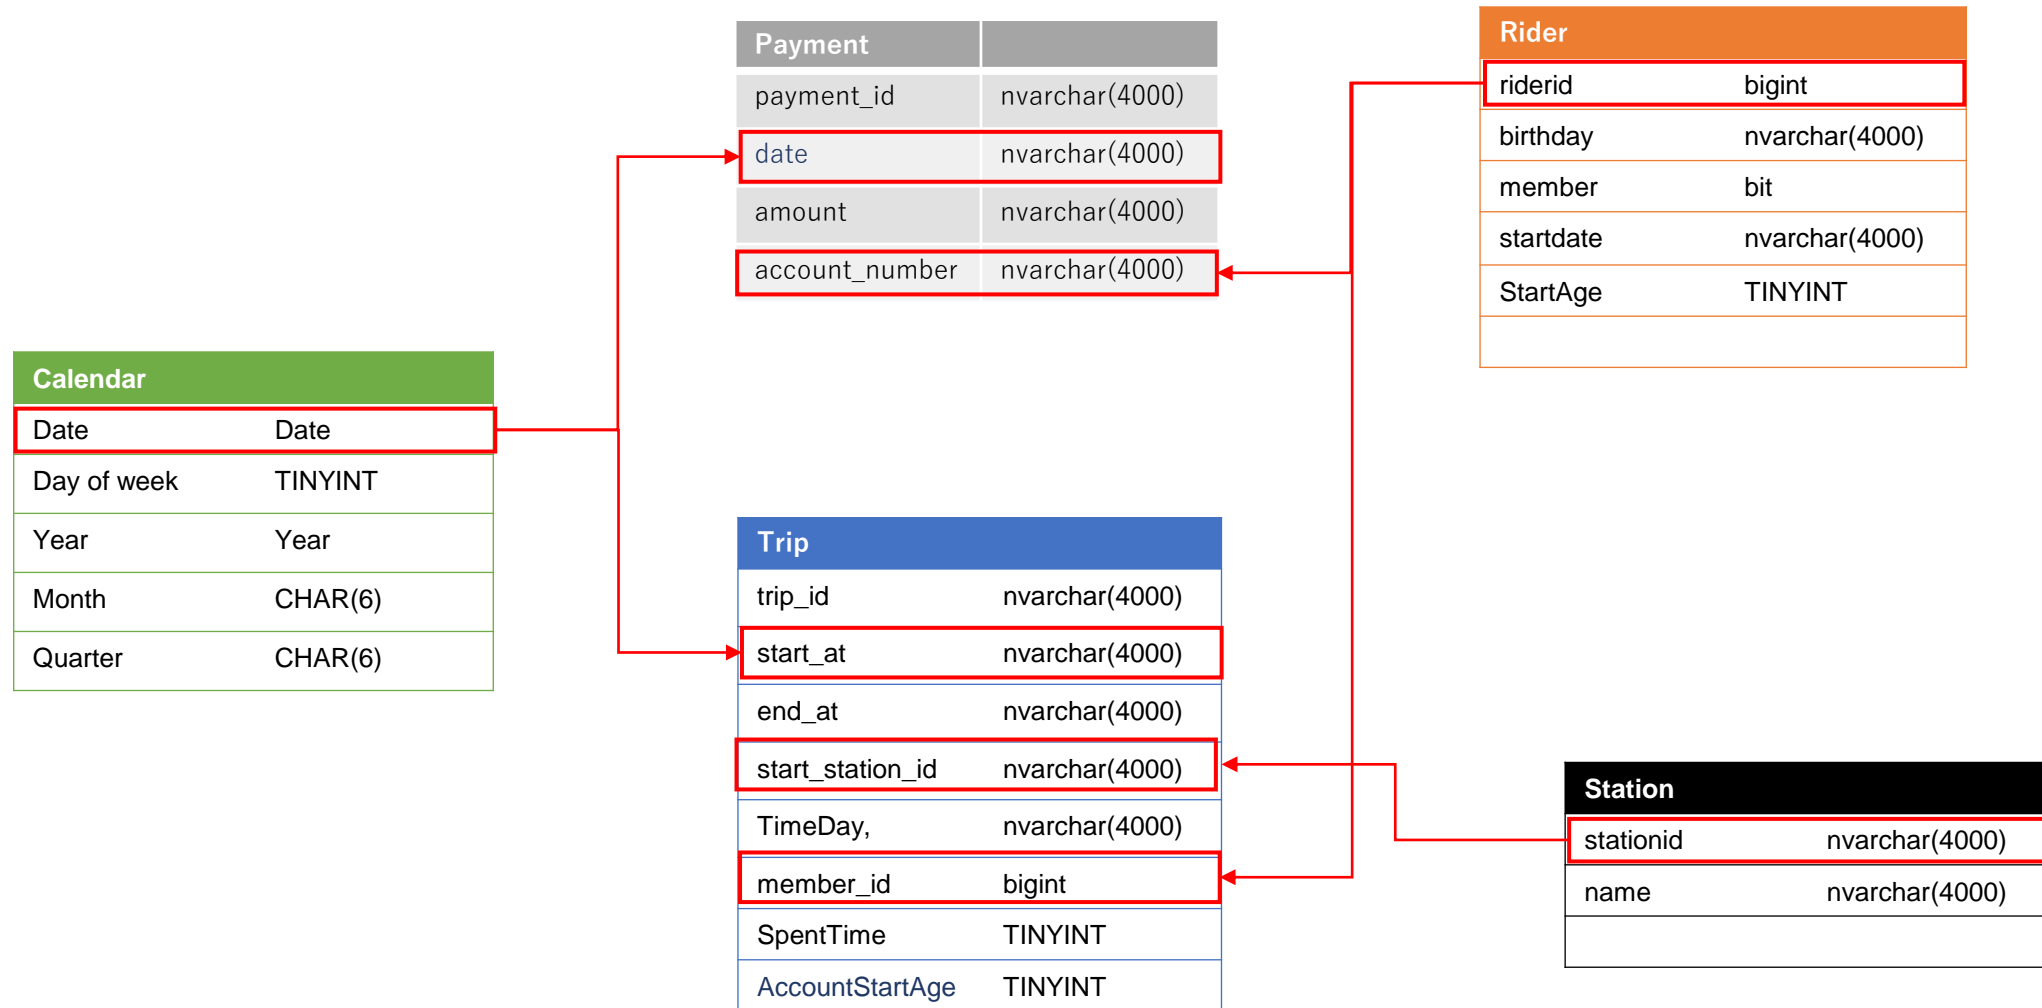 Payment
payment_id nvarchar(4000)
date nvarchar(4000)
amount nvarchar(4000)
account_number nvarchar(4000)
Rider
riderid bigint
birthday nvarchar(4000)
member bit
startdate nvarchar(4000)
StartAge TINYINT
Calendar
Date Date
Day of week TINYINT
Year Year
Month CHAR(6)
Quarter CHAR(6)
Trip
trip_id nvarchar(4000)
start_at nvarchar(4000)
end_at nvarchar(4000)
start_station_id nvarchar(4000)
TimeDay, nvarchar(4000)
member_id bigint
SpentTime TINYINT
AccountStartAge TINYINT
Station
stationid nvarchar(4000)
name nvarchar(4000)